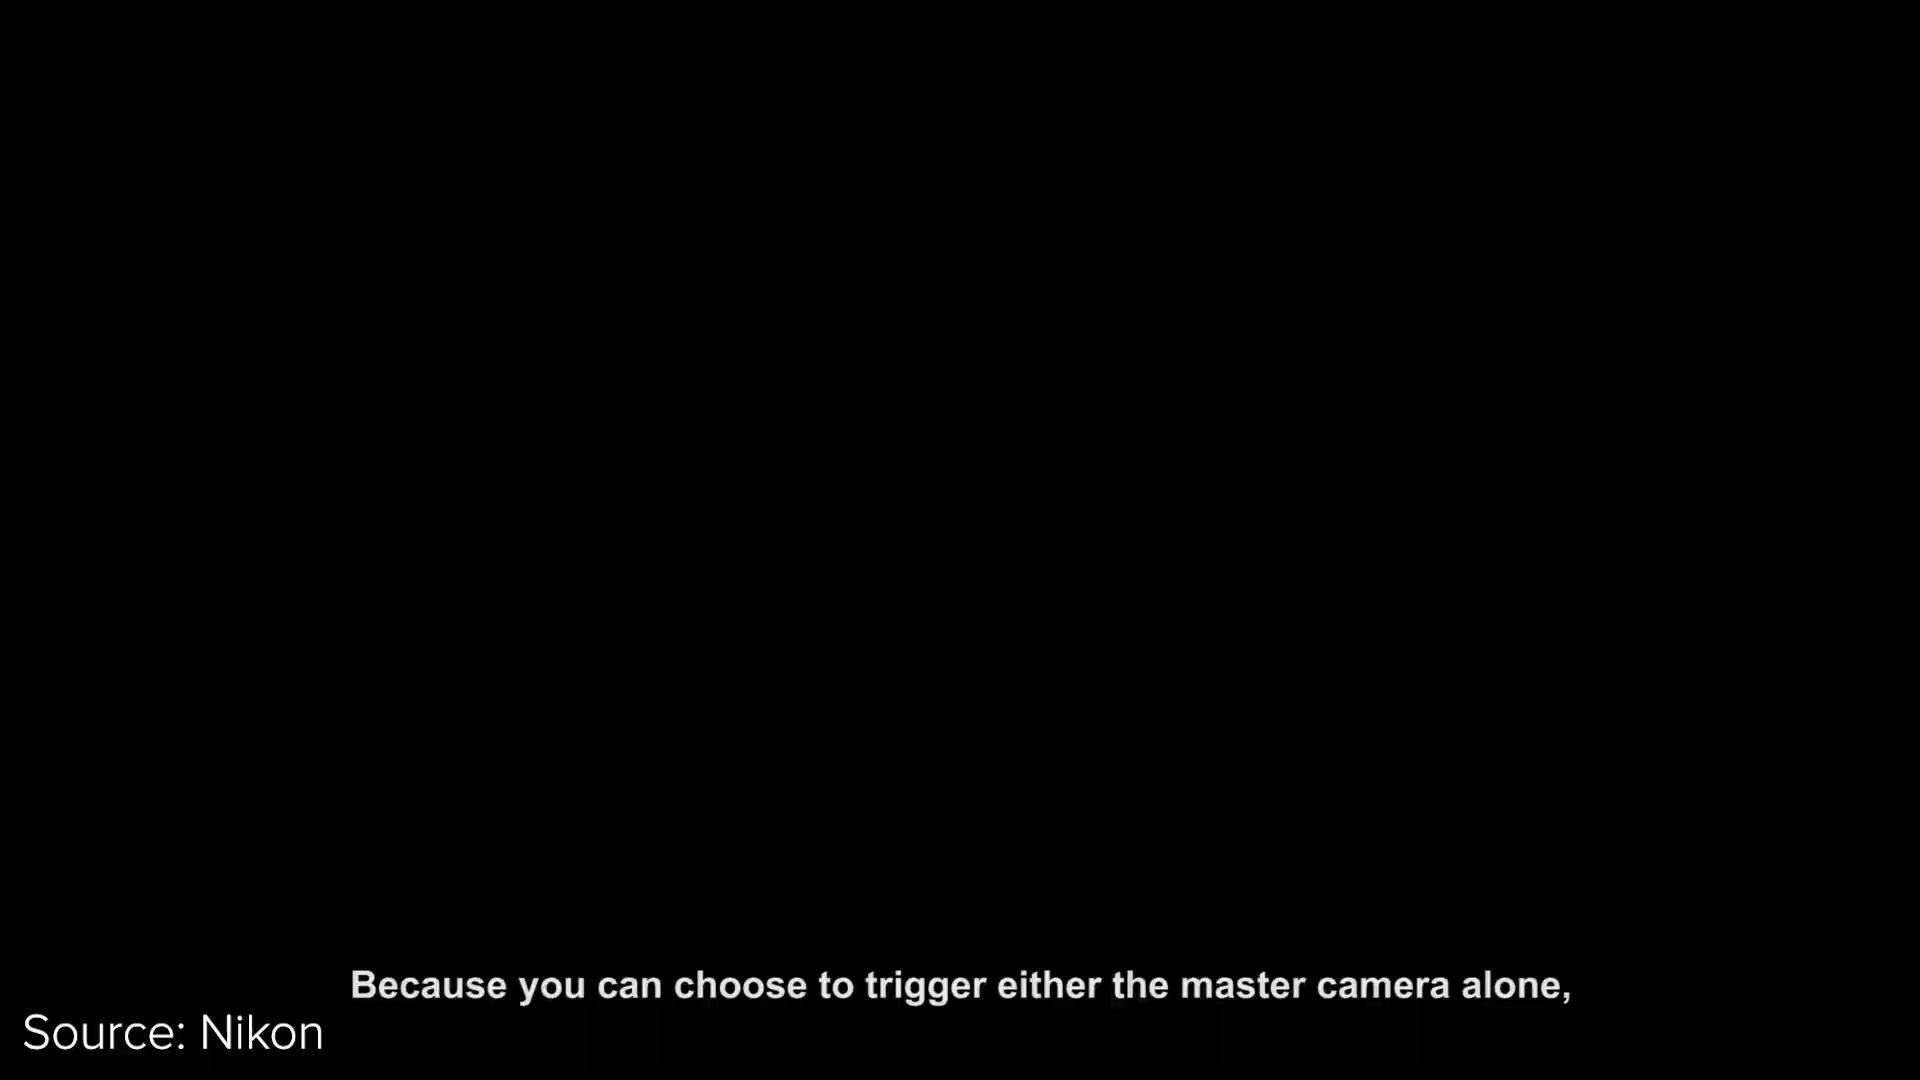 Because you can choose to trigger either the master camera alone,
Source: Nikon